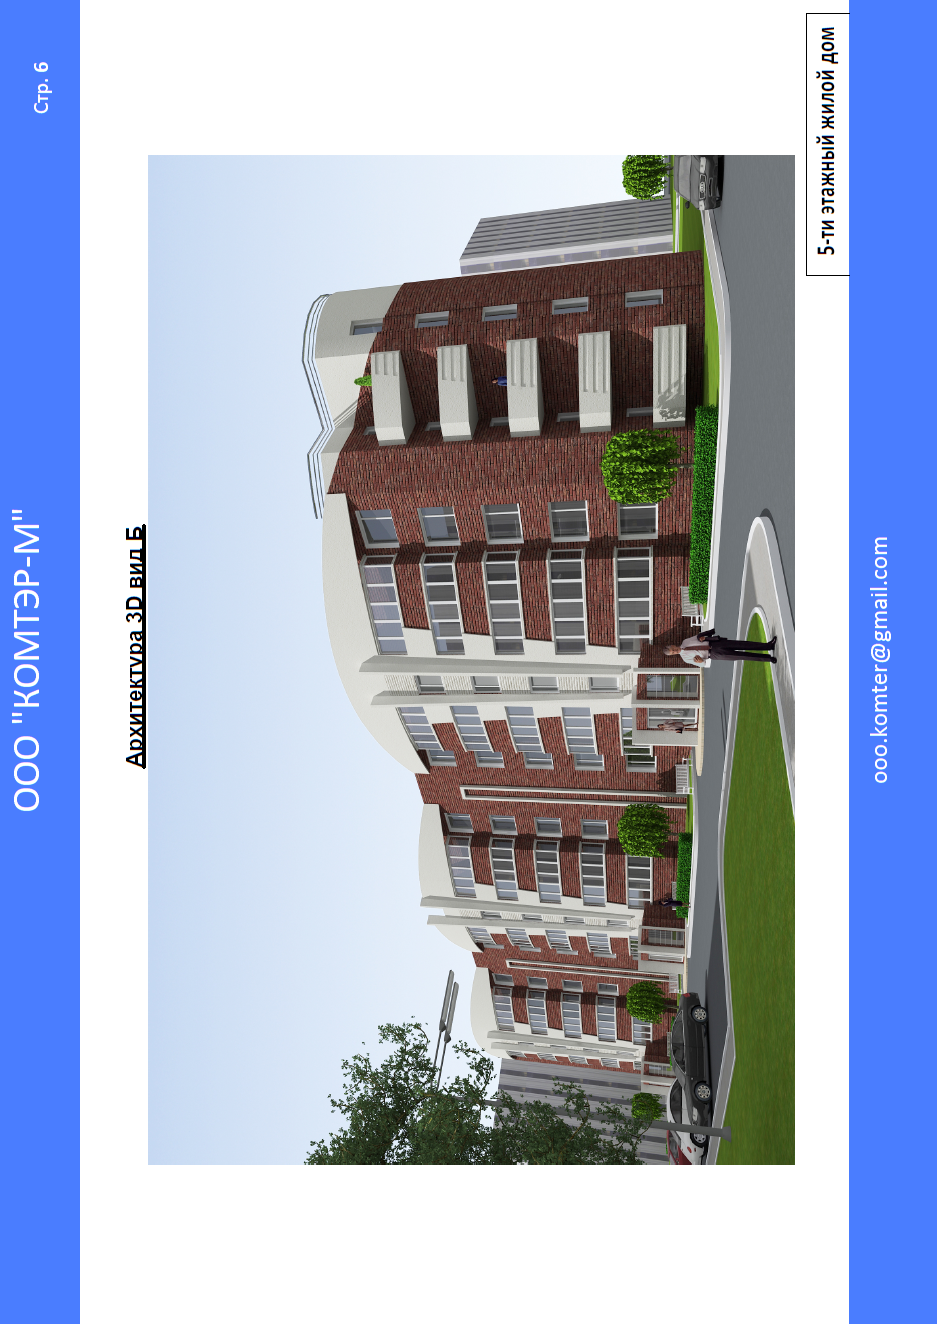 ООО "КОМТЭР-М"
Стр. 6
Архитектура 3D вид Б
5-ти этажный жилой дом
ooo.komter@gmail.com